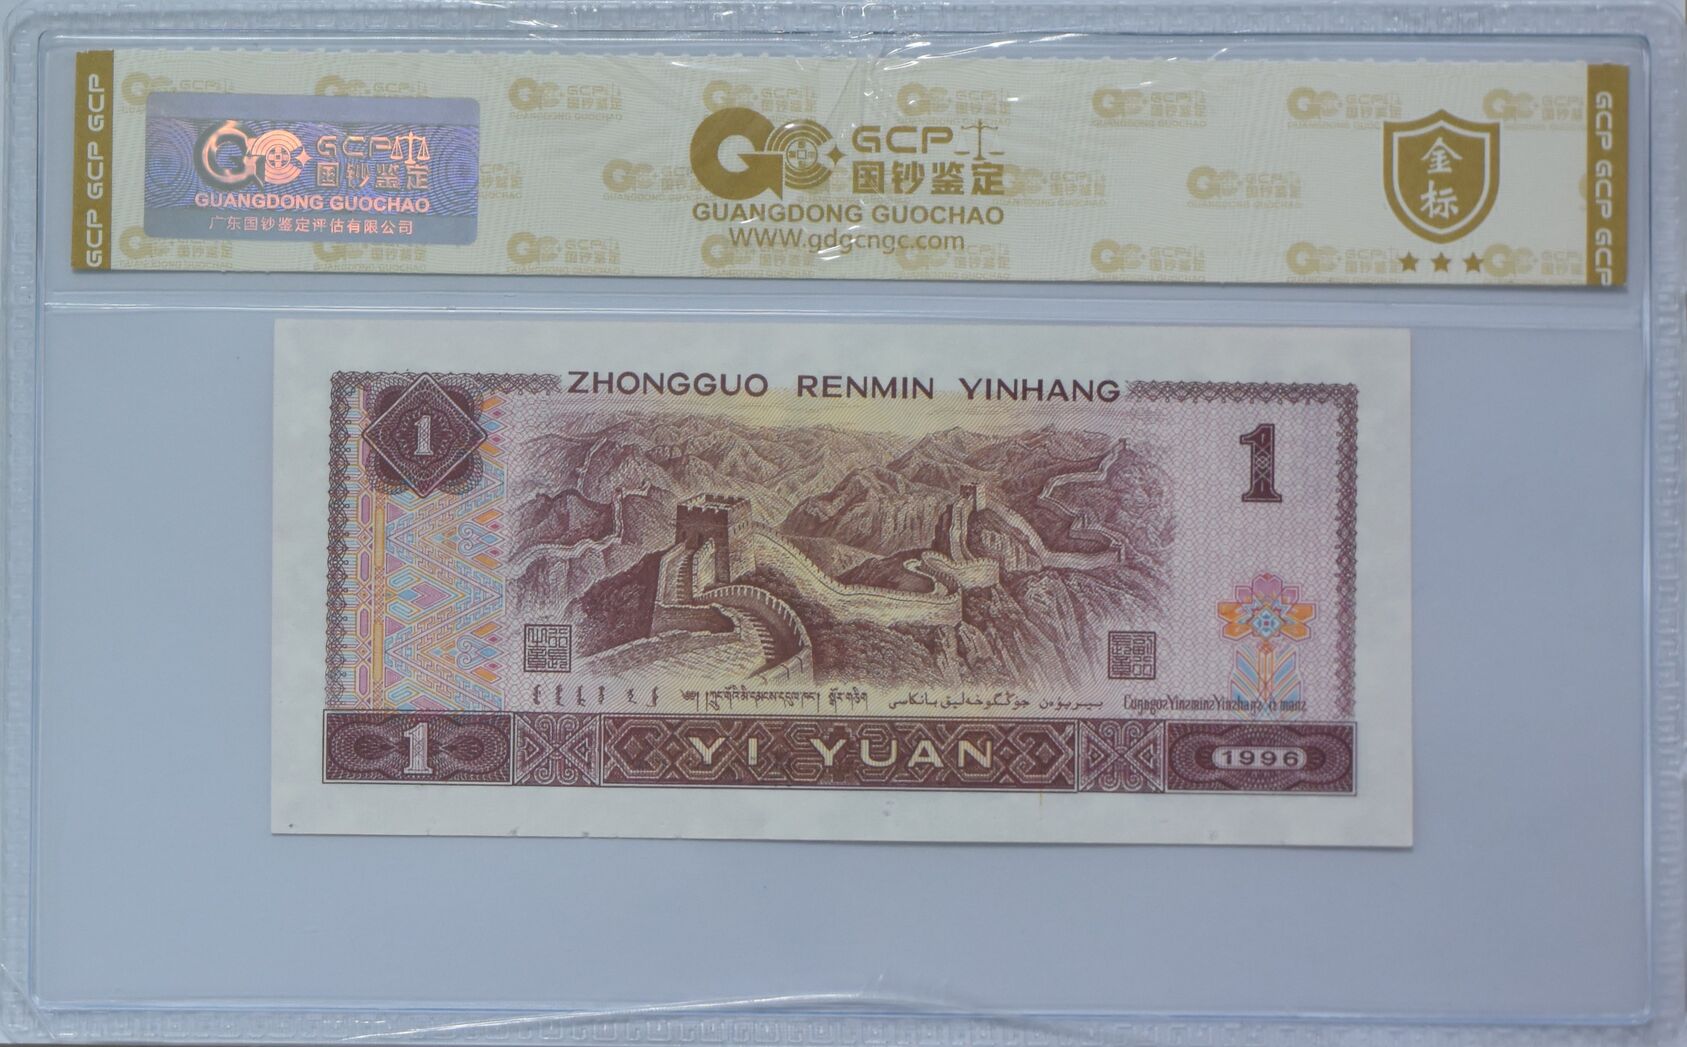 GCP GCP GCP
GCP
国钞鉴定
GUANGDONG GUOCHAO
广东国钞鉴定评估有限公司
GCP
国钞鉴定
GUANGDONG GUOCHAO
WWW.gdgcngc.com
金标
GCP GCP GCP
ZHONGGUO RENMIN YINHANG
1
1
1
YI YUAN
1996